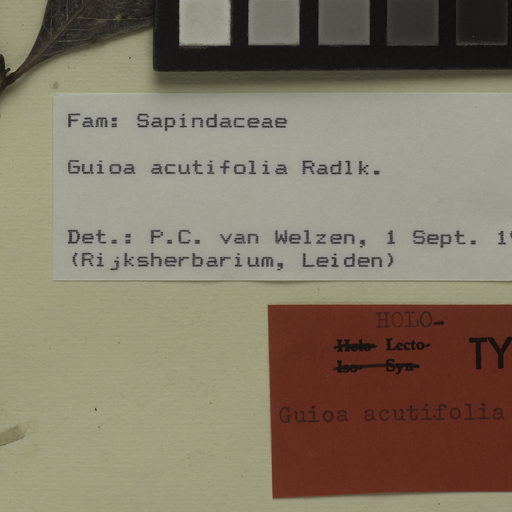 Fam: Sapindaceae
Guioa acutifolia Radlk.
Det.: P.C. van Welzen, 1 Sept. 19
(Rijksherbarium, Leiden)
HOLO-
Holo- Lecto-
Iso- Syn-
TY
Guioa acutifolia